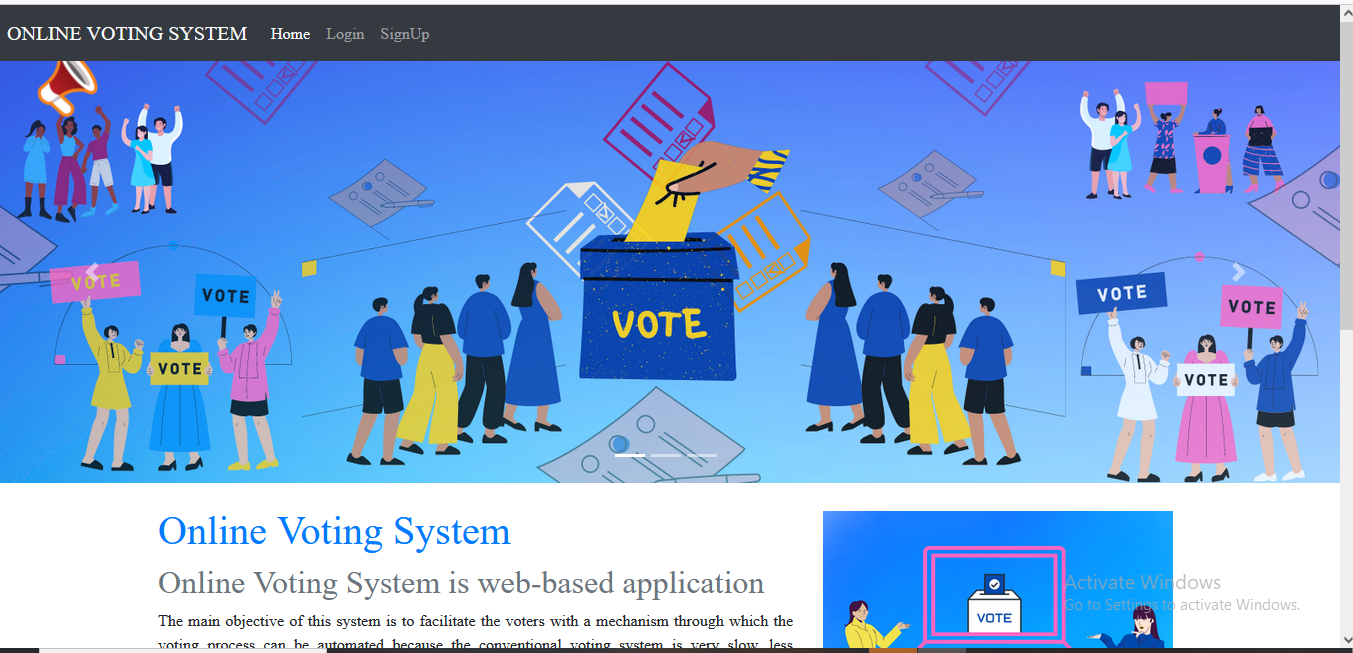 ONLINE VOTING SYSTEM Home Login SignUp
VOTE
VOTE
VOTE
VOTE
VOTE
VOTE
VOTE
Online Voting System
Online Voting System is web-based application
The main objective of this system is to facilitate the voters with a mechanism through which the
voting process can be automated because the conventional voting system is very slow, less
VOTE
Activate Windows
Go to Settings to activate Windows.